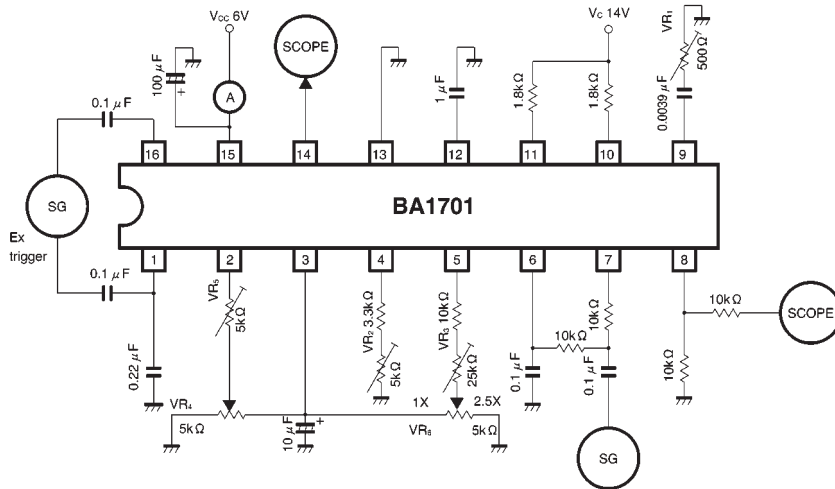 VCC 6V
VC 14V
VR₁
500Ω
SCOPE
100 μF
+
A
1 μF
1.8kΩ
1.8kΩ
0.0039 μF
0.1 μF
16
15
14
13
12
11
10
9
SG
Ex
trigger
BA1701
1
2
3
4
5
6
7
8
0.1 μF
VR₅
5kΩ
VR₂ 3.3kΩ
5kΩ
VR₃ 10kΩ
25kΩ
10kΩ
10kΩ
10kΩ
SCOPE
0.22 μF
0.1 μF
0.1 μF
10kΩ
VR₄
5kΩ
10 μF
+
1X
2.5X
VR₆
5kΩ
SG